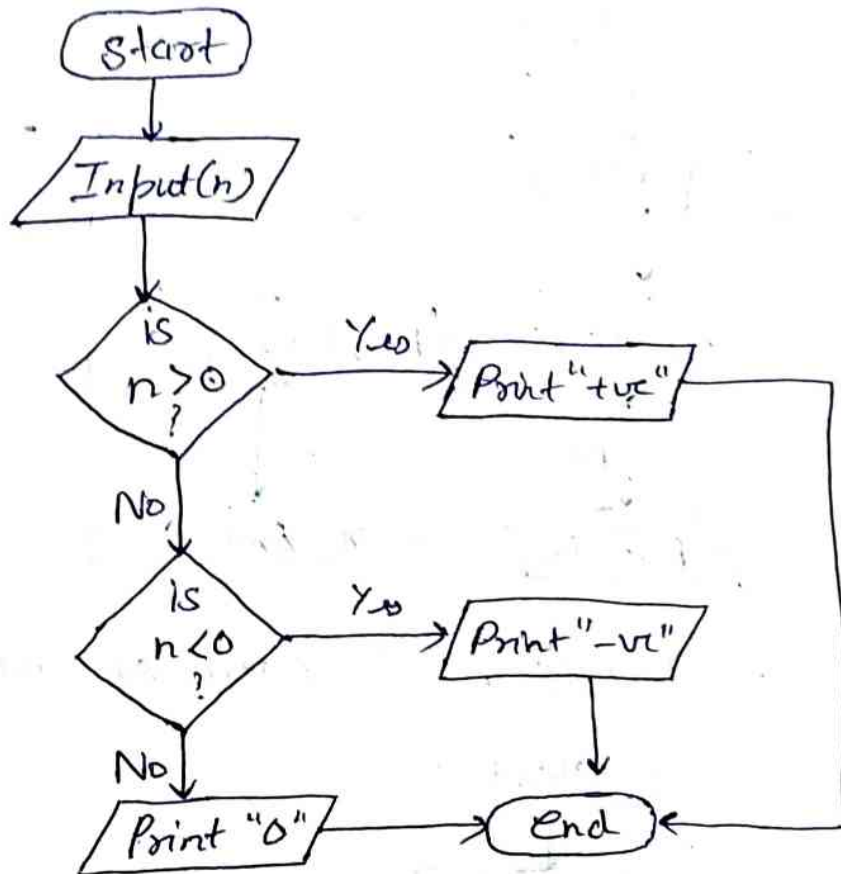 Start
Input(n)
is
n>0
?
Yes
Print "+ve"
No
is
n<0
?
Yes
Print "-ve"
No
Print "0"
End